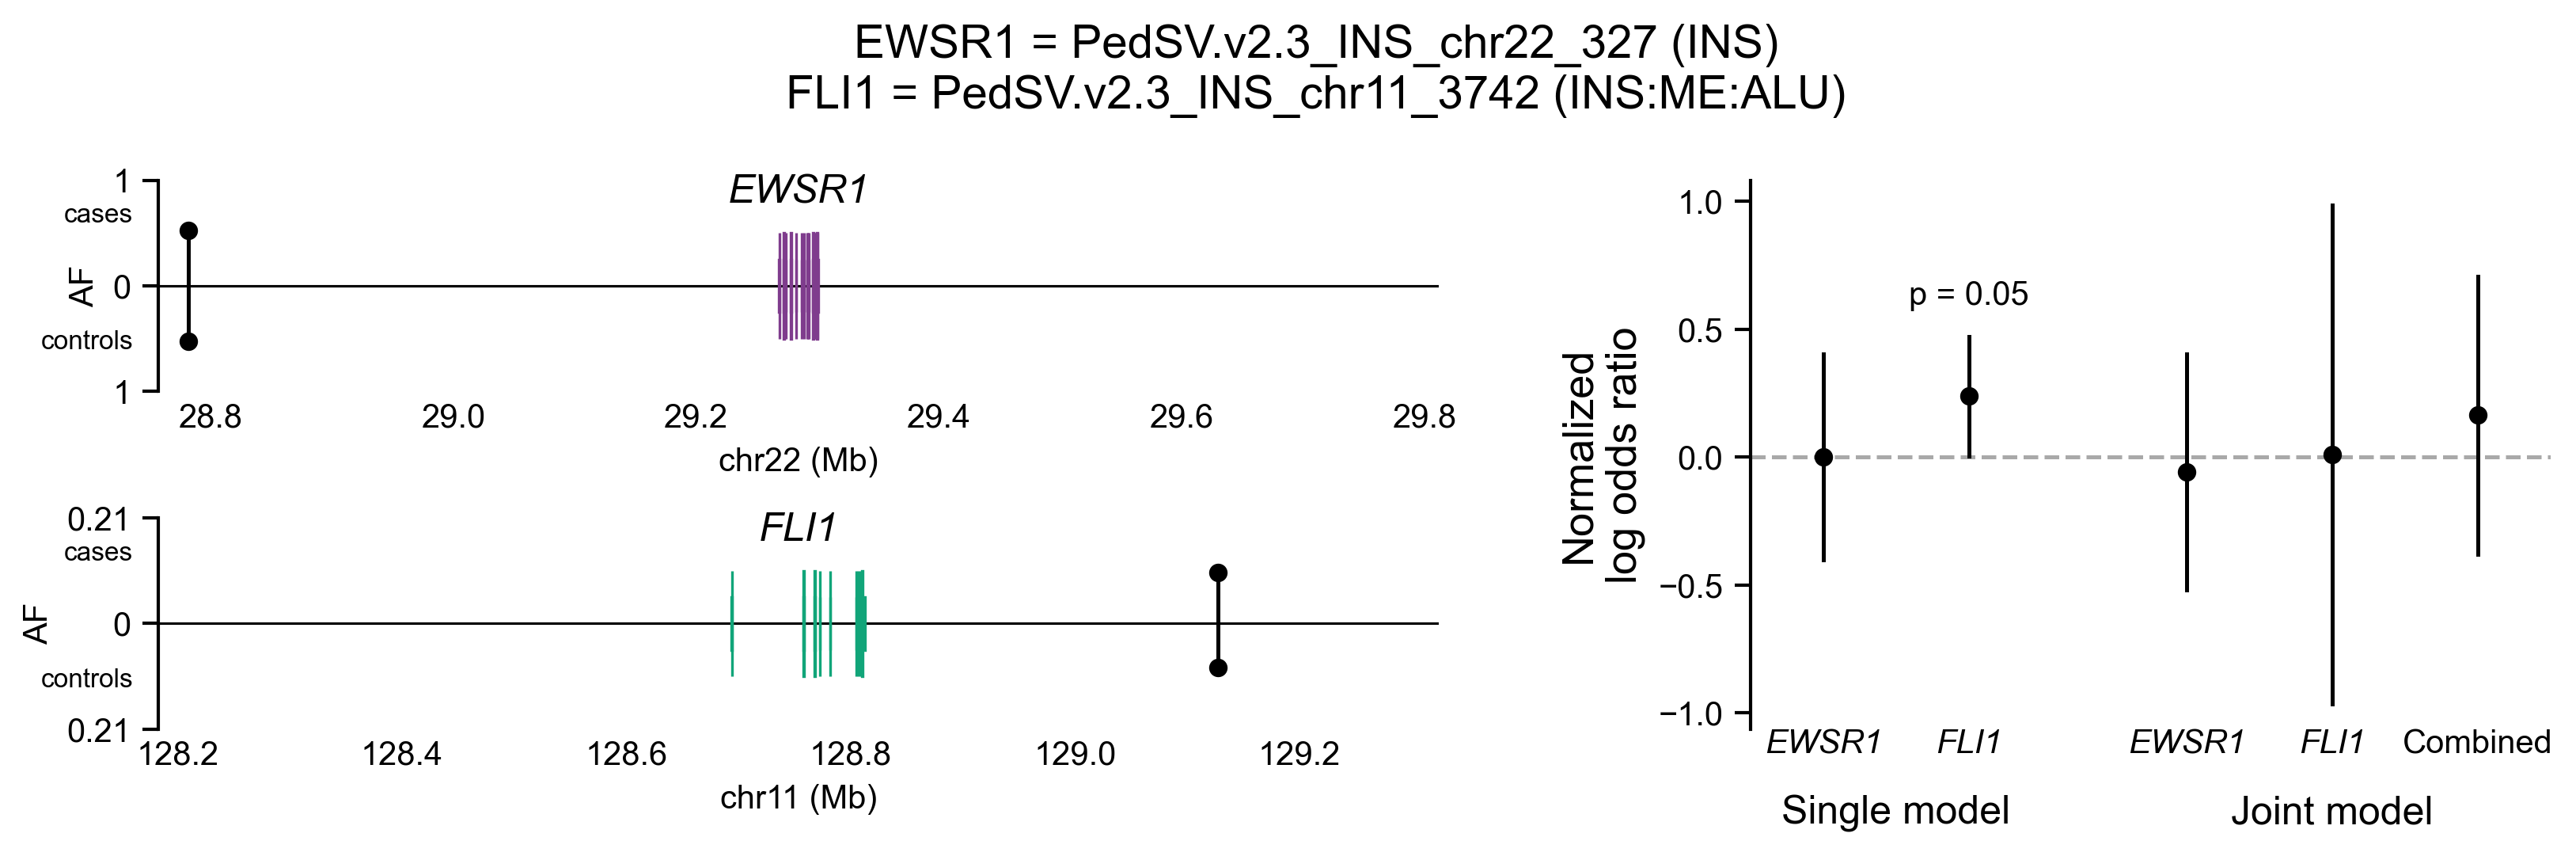 EWSR1 = PedSV.v2.3_INS_chr22_327 (INS)
FLI1 = PedSV.v2.3_INS_chr11_3742 (INS:ME:ALU)
EWSR1
1
cases
AF
0
controls
1
28.8 29.0 29.2 29.4 29.6 29.8
chr22 (Mb)
FLI1
0.21
cases
AF
0
controls
0.21
128.2 128.4 128.6 128.8 129.0 129.2
chr11 (Mb)
Normalized
log odds ratio
1.0
0.5
0.0
−0.5
−1.0
p = 0.05
EWSR1 FLI1 EWSR1 FLI1 Combined
Single model Joint model